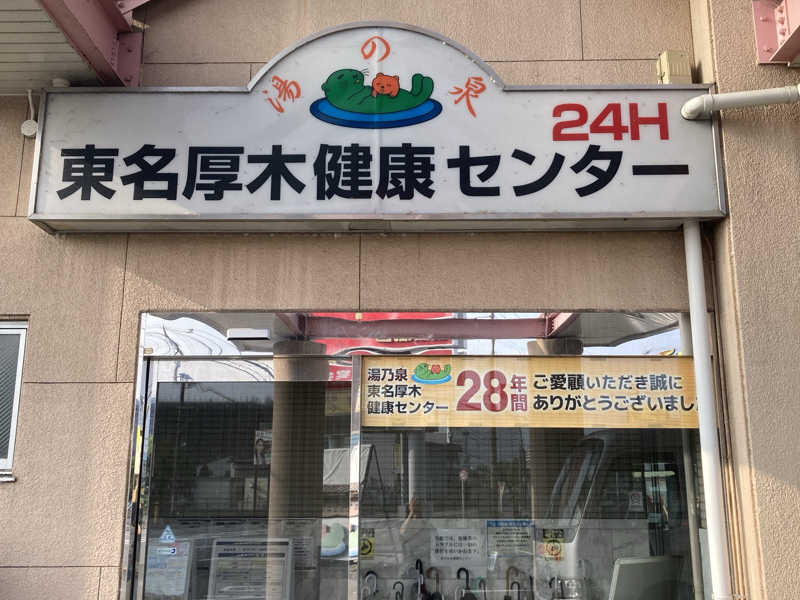 湯の泉
24H
東名厚木健康センター
湯乃泉
東名厚木
健康センター
28年間
ご愛顧いただき誠に
ありがとうございまし